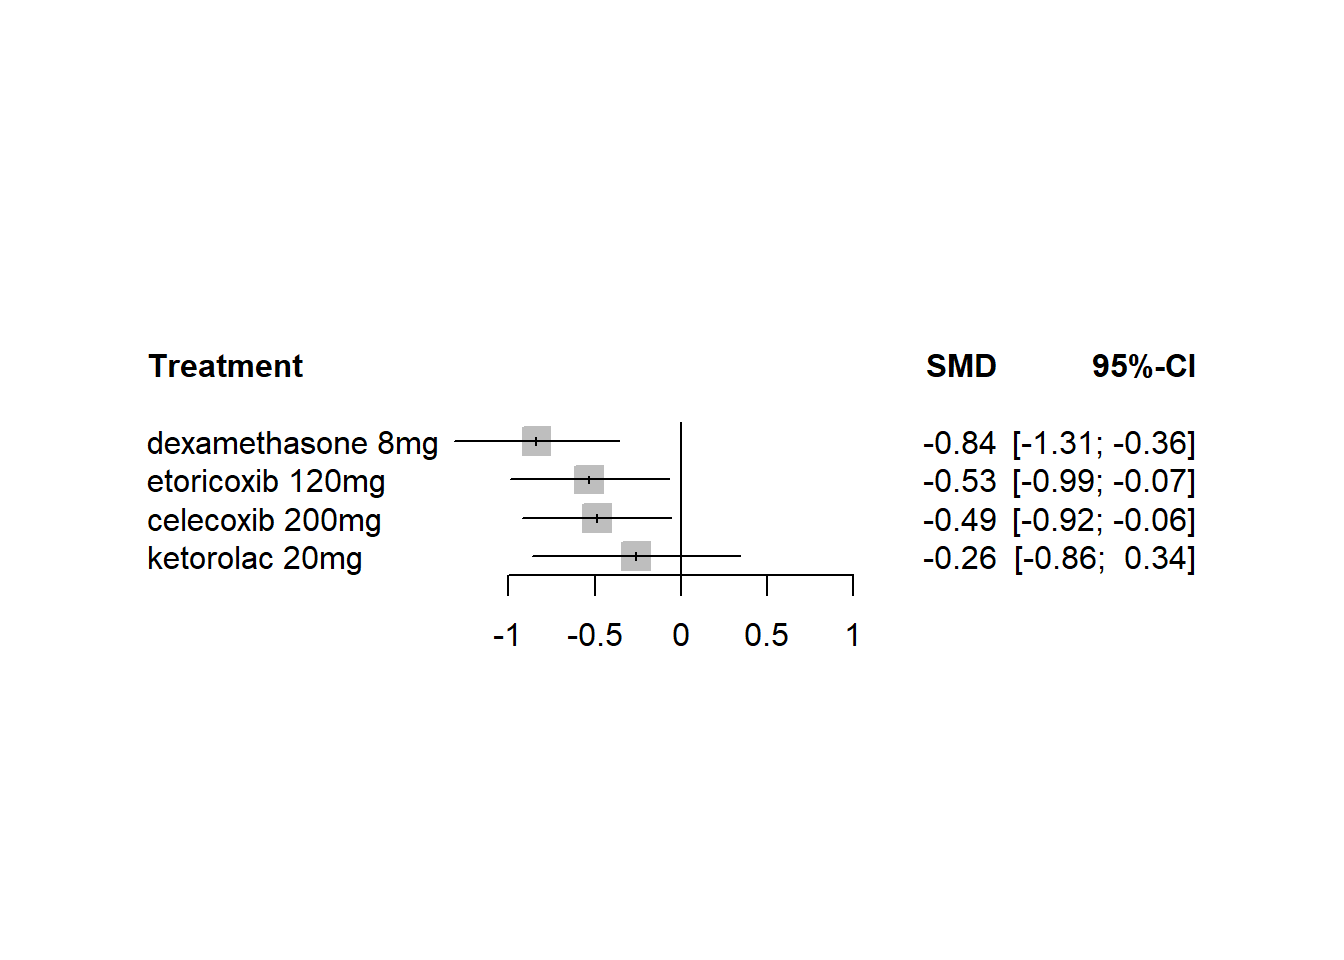 Treatment SMD 95%-CI
dexamethasone 8mg -0.84 [-1.31; -0.36]
etoricoxib 120mg -0.53 [-0.99; -0.07]
celecoxib 200mg -0.49 [-0.92; -0.06]
ketorolac 20mg -0.26 [-0.86; 0.34]
-1 -0.5 0 0.5 1